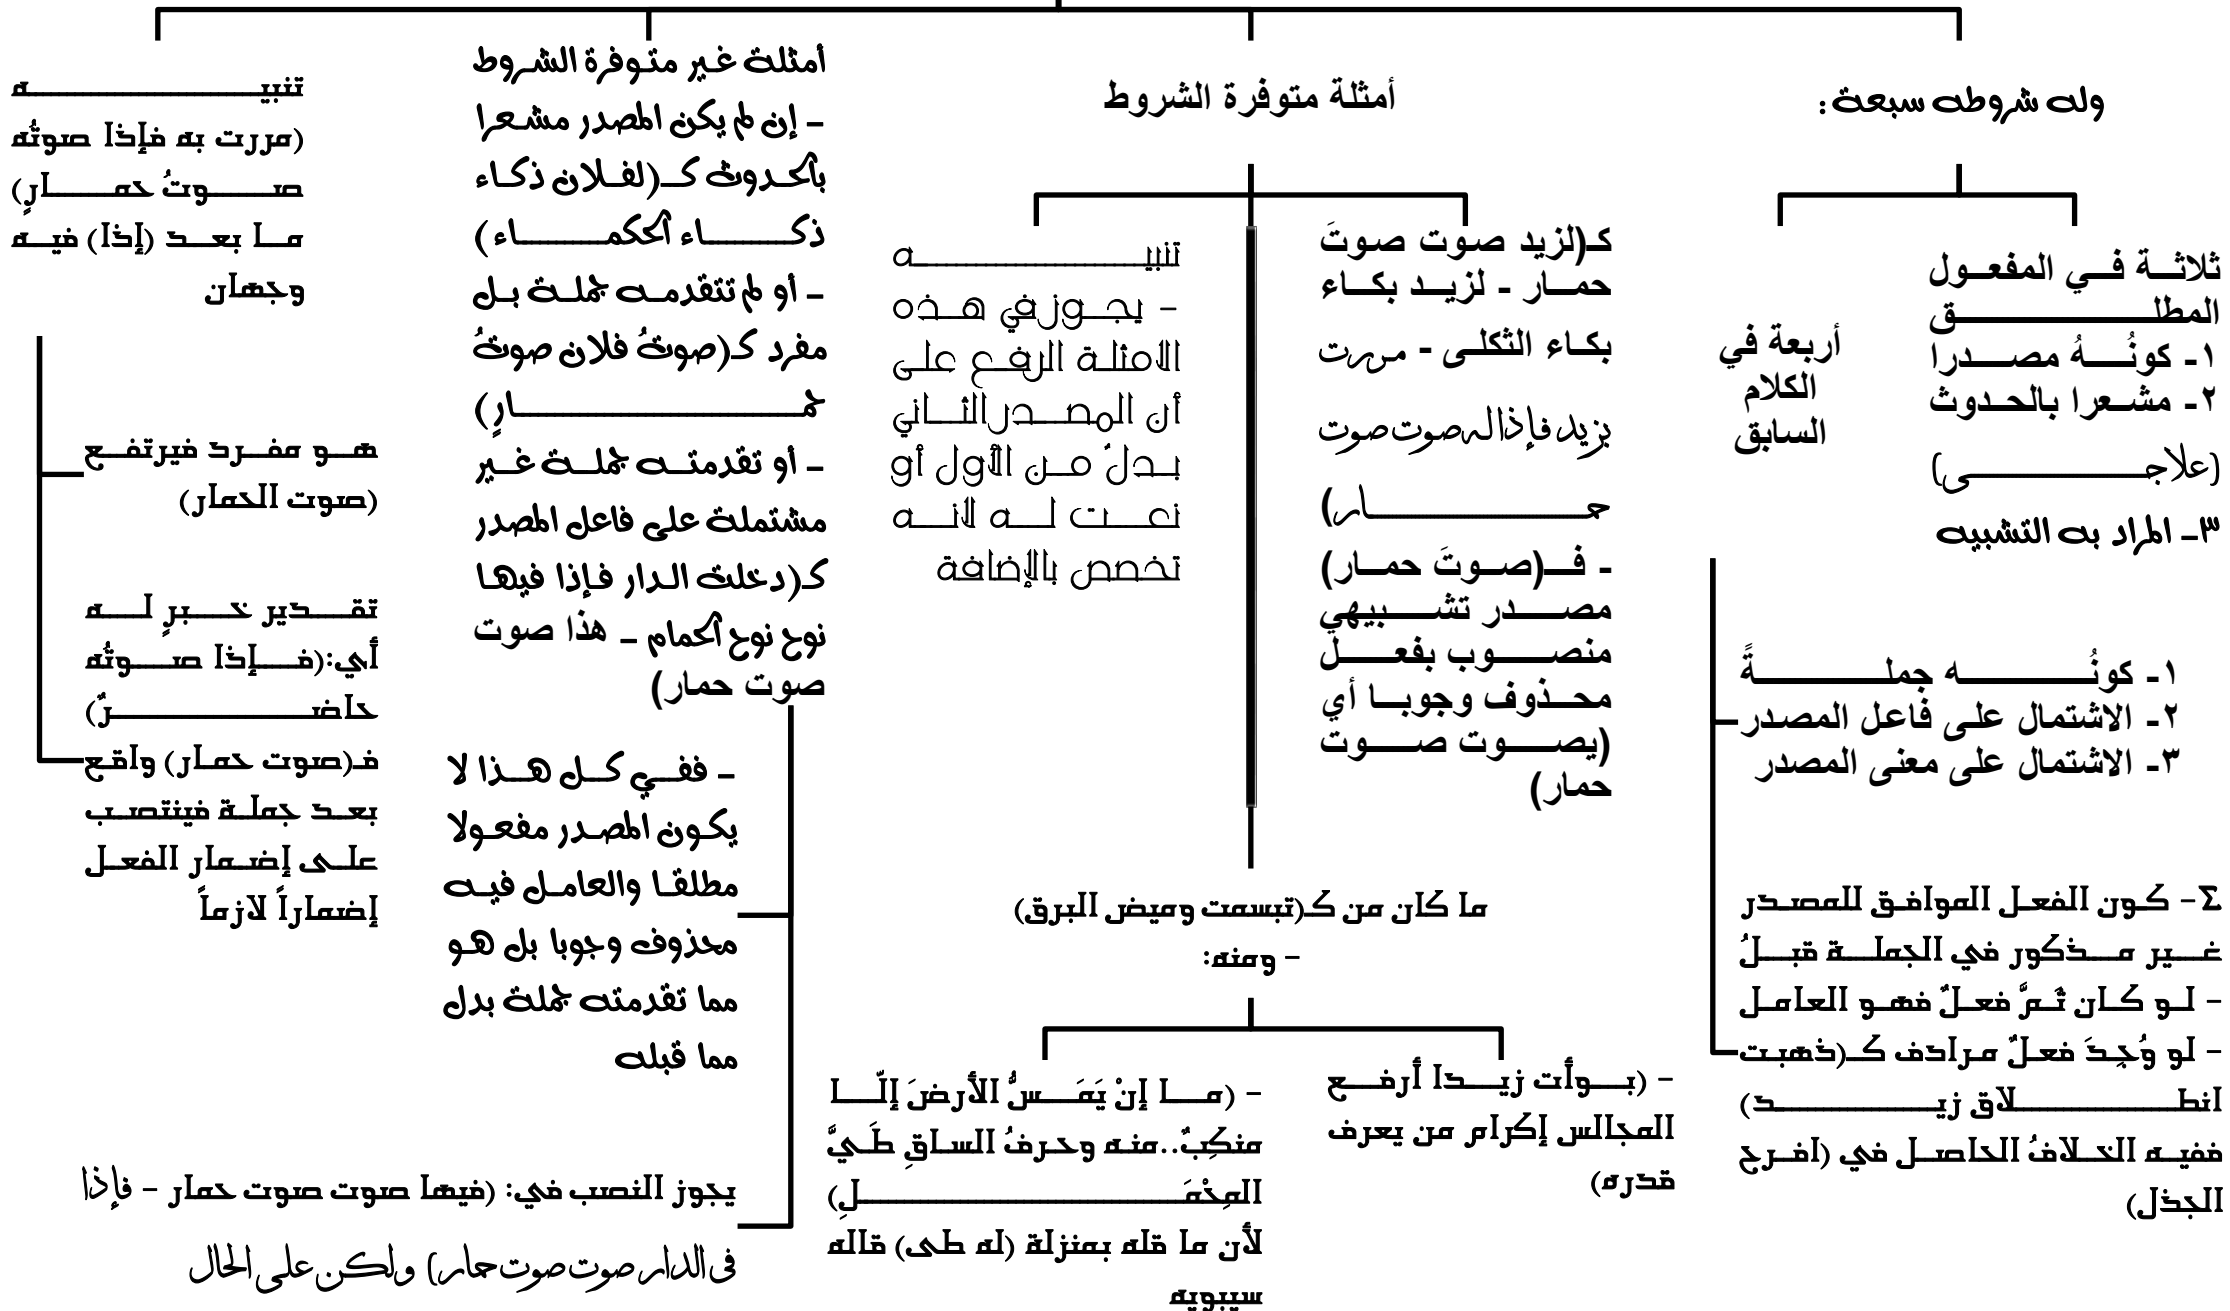 وله شروطه سبعة:
ثلاثة في المفعول
المطلق
١- كونُهُ مصدرا
٢- مشعرا بالحدوث
(علاجى)
٣- المراد به التشبيه
أربعة في
الكلام
السابق
١- كونُه جملةً
٢- الاشتمال على فاعل المصدر
٣- الاشتمال على معنى المصدر
٤- كون الفعل الموافق للمصدر
غير مذكور في الجملة قبلُ
- لو كان ثَمَّ فعلٌ فهو العامل
- لو وُجِدَ فعلٌ مرادف كـ(ذهبت
انطلاق زيد)
ففيه الخلافُ الحاصل في (افرح
الجذل)
أمثلة متوفرة الشروط
كـ(لزيد صوت صوتَ
حمار - لزيد بكاء
بكاء الثكلى - مررت
بزيد فإذا له صوت صوت
حمار)
- فـ(صوتَ حمار)
مصدر تشبيهي
منصوب بفعل
محذوف وجوبا أي
(يصوت صوت
حمار)
تنبيه
- يجوز في هذه
الأمثلة الرفع على
أن المصدر الثاني
بدلٌ من الأول أو
نعت له لأنه
تخصص بالإضافة
ما كان من كـ(تبسمت وميض البرق)
- ومنه:
- (بوأت زيدا أرفع
المجالس إكرام من يعرف
قدره)
- (ما إنْ يَمَسُّ الأرضَ إلّا
منكِبٌ..منه وحرفُ الساقِ طَيَّ
المِحْمَلِ)
لأن ما قله بمنزلة (له طى) قاله
سيبويه
أمثلة غير متوفرة الشروط
- إن لم يكن المصدر مشعرا
بالحدوث كـ(لفلان ذكاء
ذكاء الحكماء)
- أو لم تتقدمه جملة بل
مفرد كـ(صوتُ فلان صوتُ
حمارٍ)
- أو تقدمته جملة غير
مشتملة على فاعل المصدر
كـ(دخلت الدار فإذا فيها
نوح نوح الحمام - هذا صوت
صوت حمار)
- ففي كل هذا لا
يكون المصدر مفعولا
مطلقا والعامل فيه
محذوف وجوبا بل هو
مما تقدمته جملة بدل
مما قبله
يجوز النصب في: (فيها صوت صوت حمار - فإذا
فى الدار صوت صوت حمار) ولكن على الحال
تنبيه
(مررت به فإذا صوتُه
صوتُ حمارٍ)
ما بعد (إذا) فيه
وجهان
هو مفرد فيرتفع
(صوت الحمار)
تقدير خبرٍ له
أي:(فإذا صوتُه
حاضرٌ)
فـ(صوت حمار) واقع
بعد جملة فينتصب
على إضمار الفعل
إضماراً لازماً